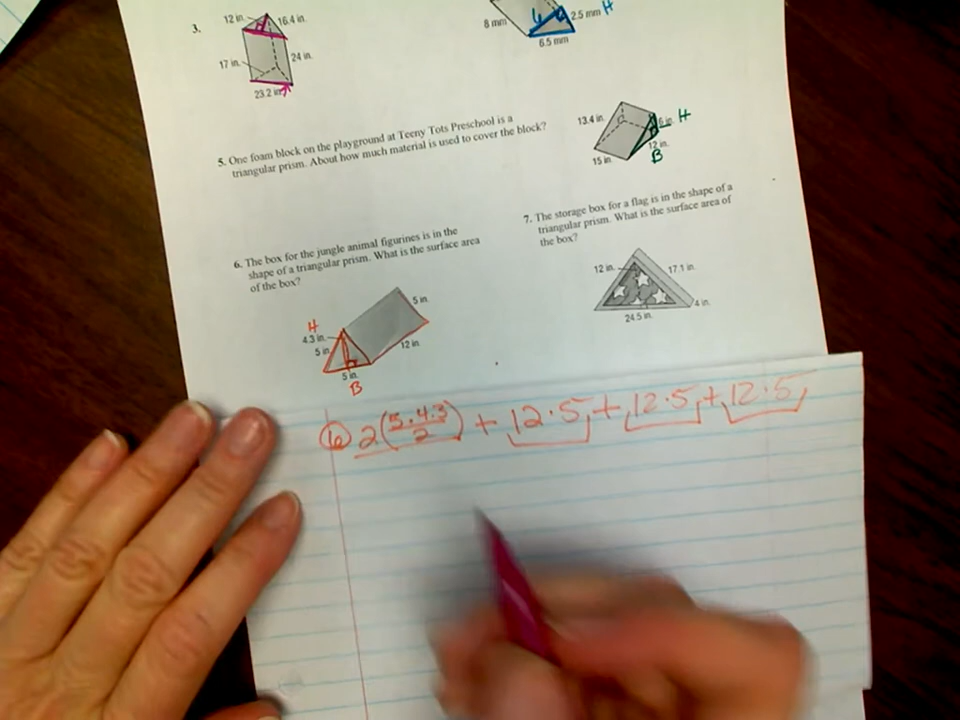 12 in.
16.4 in.
3.
17 in.
24 in.
23.2 in.
8 mm
2.5 mm H
6.5 mm
5. One foam block on the playground at Teeny Tots Preschool is a
triangular prism. About how much material is used to cover the block?
13.4 in.
6 in. H
12 in.
B
15 in.
6. The box for the jungle animal figurines is in the
shape of a triangular prism. What is the surface area
of the box?
H
4.3 in.
5 in.
5 in.
12 in.
5 in.
B
7. The storage box for a flag is in the shape of a
triangular prism. What is the surface area of
the box?
12 in.
17.1 in.
4 in.
24.5 in.
6 2(5·4.3/2) + 12·5 + 12·5 + 12·5